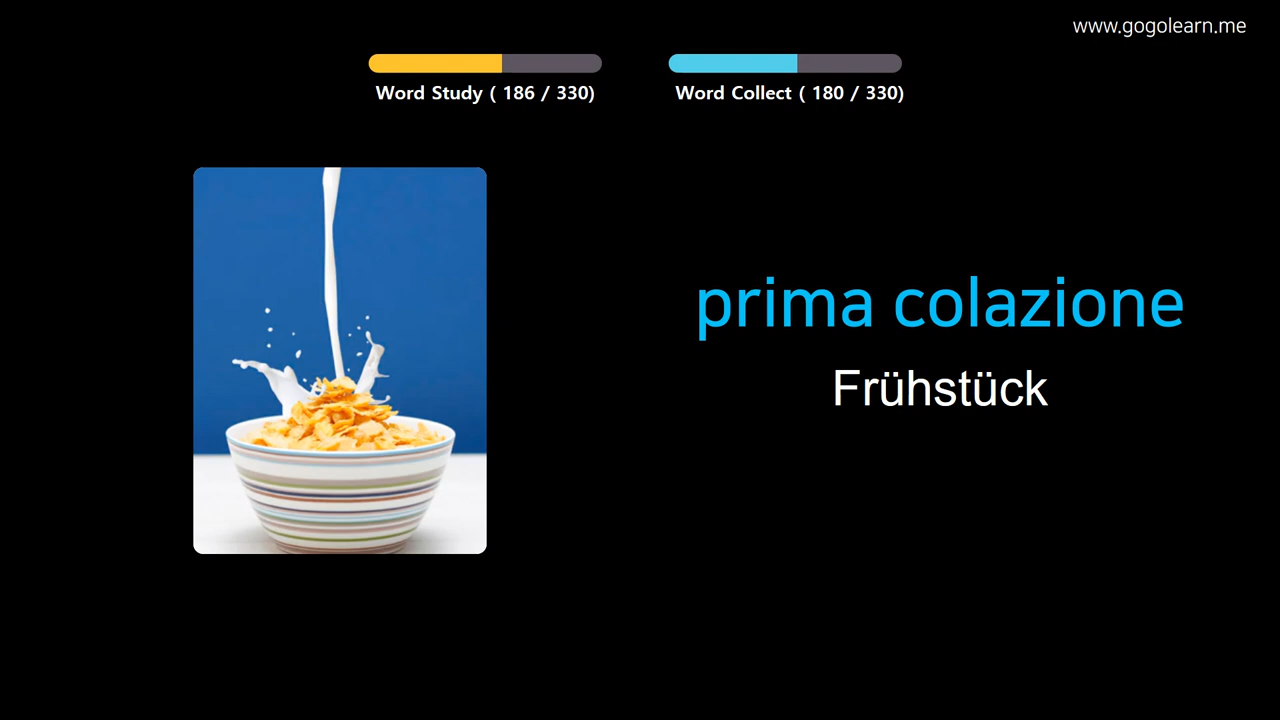 www.gogolearn.me
Word Study ( 186 / 330)
Word Collect ( 180 / 330)
prima colazione
Frühstück